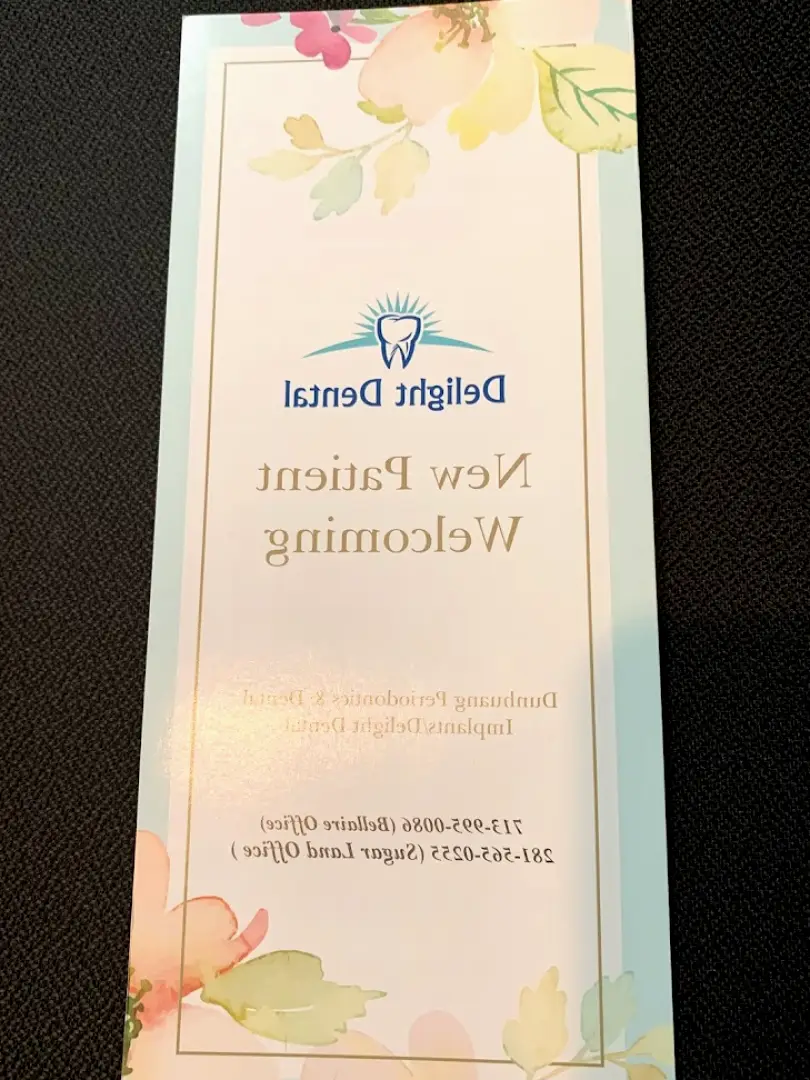 Delight Dental
New Patient
Welcoming
Dunhuang Periodontics & Dental
Implants/Delight Dental
713-995-0086 (Bellaire Office)
281-565-0255 (Sugar Land Office )